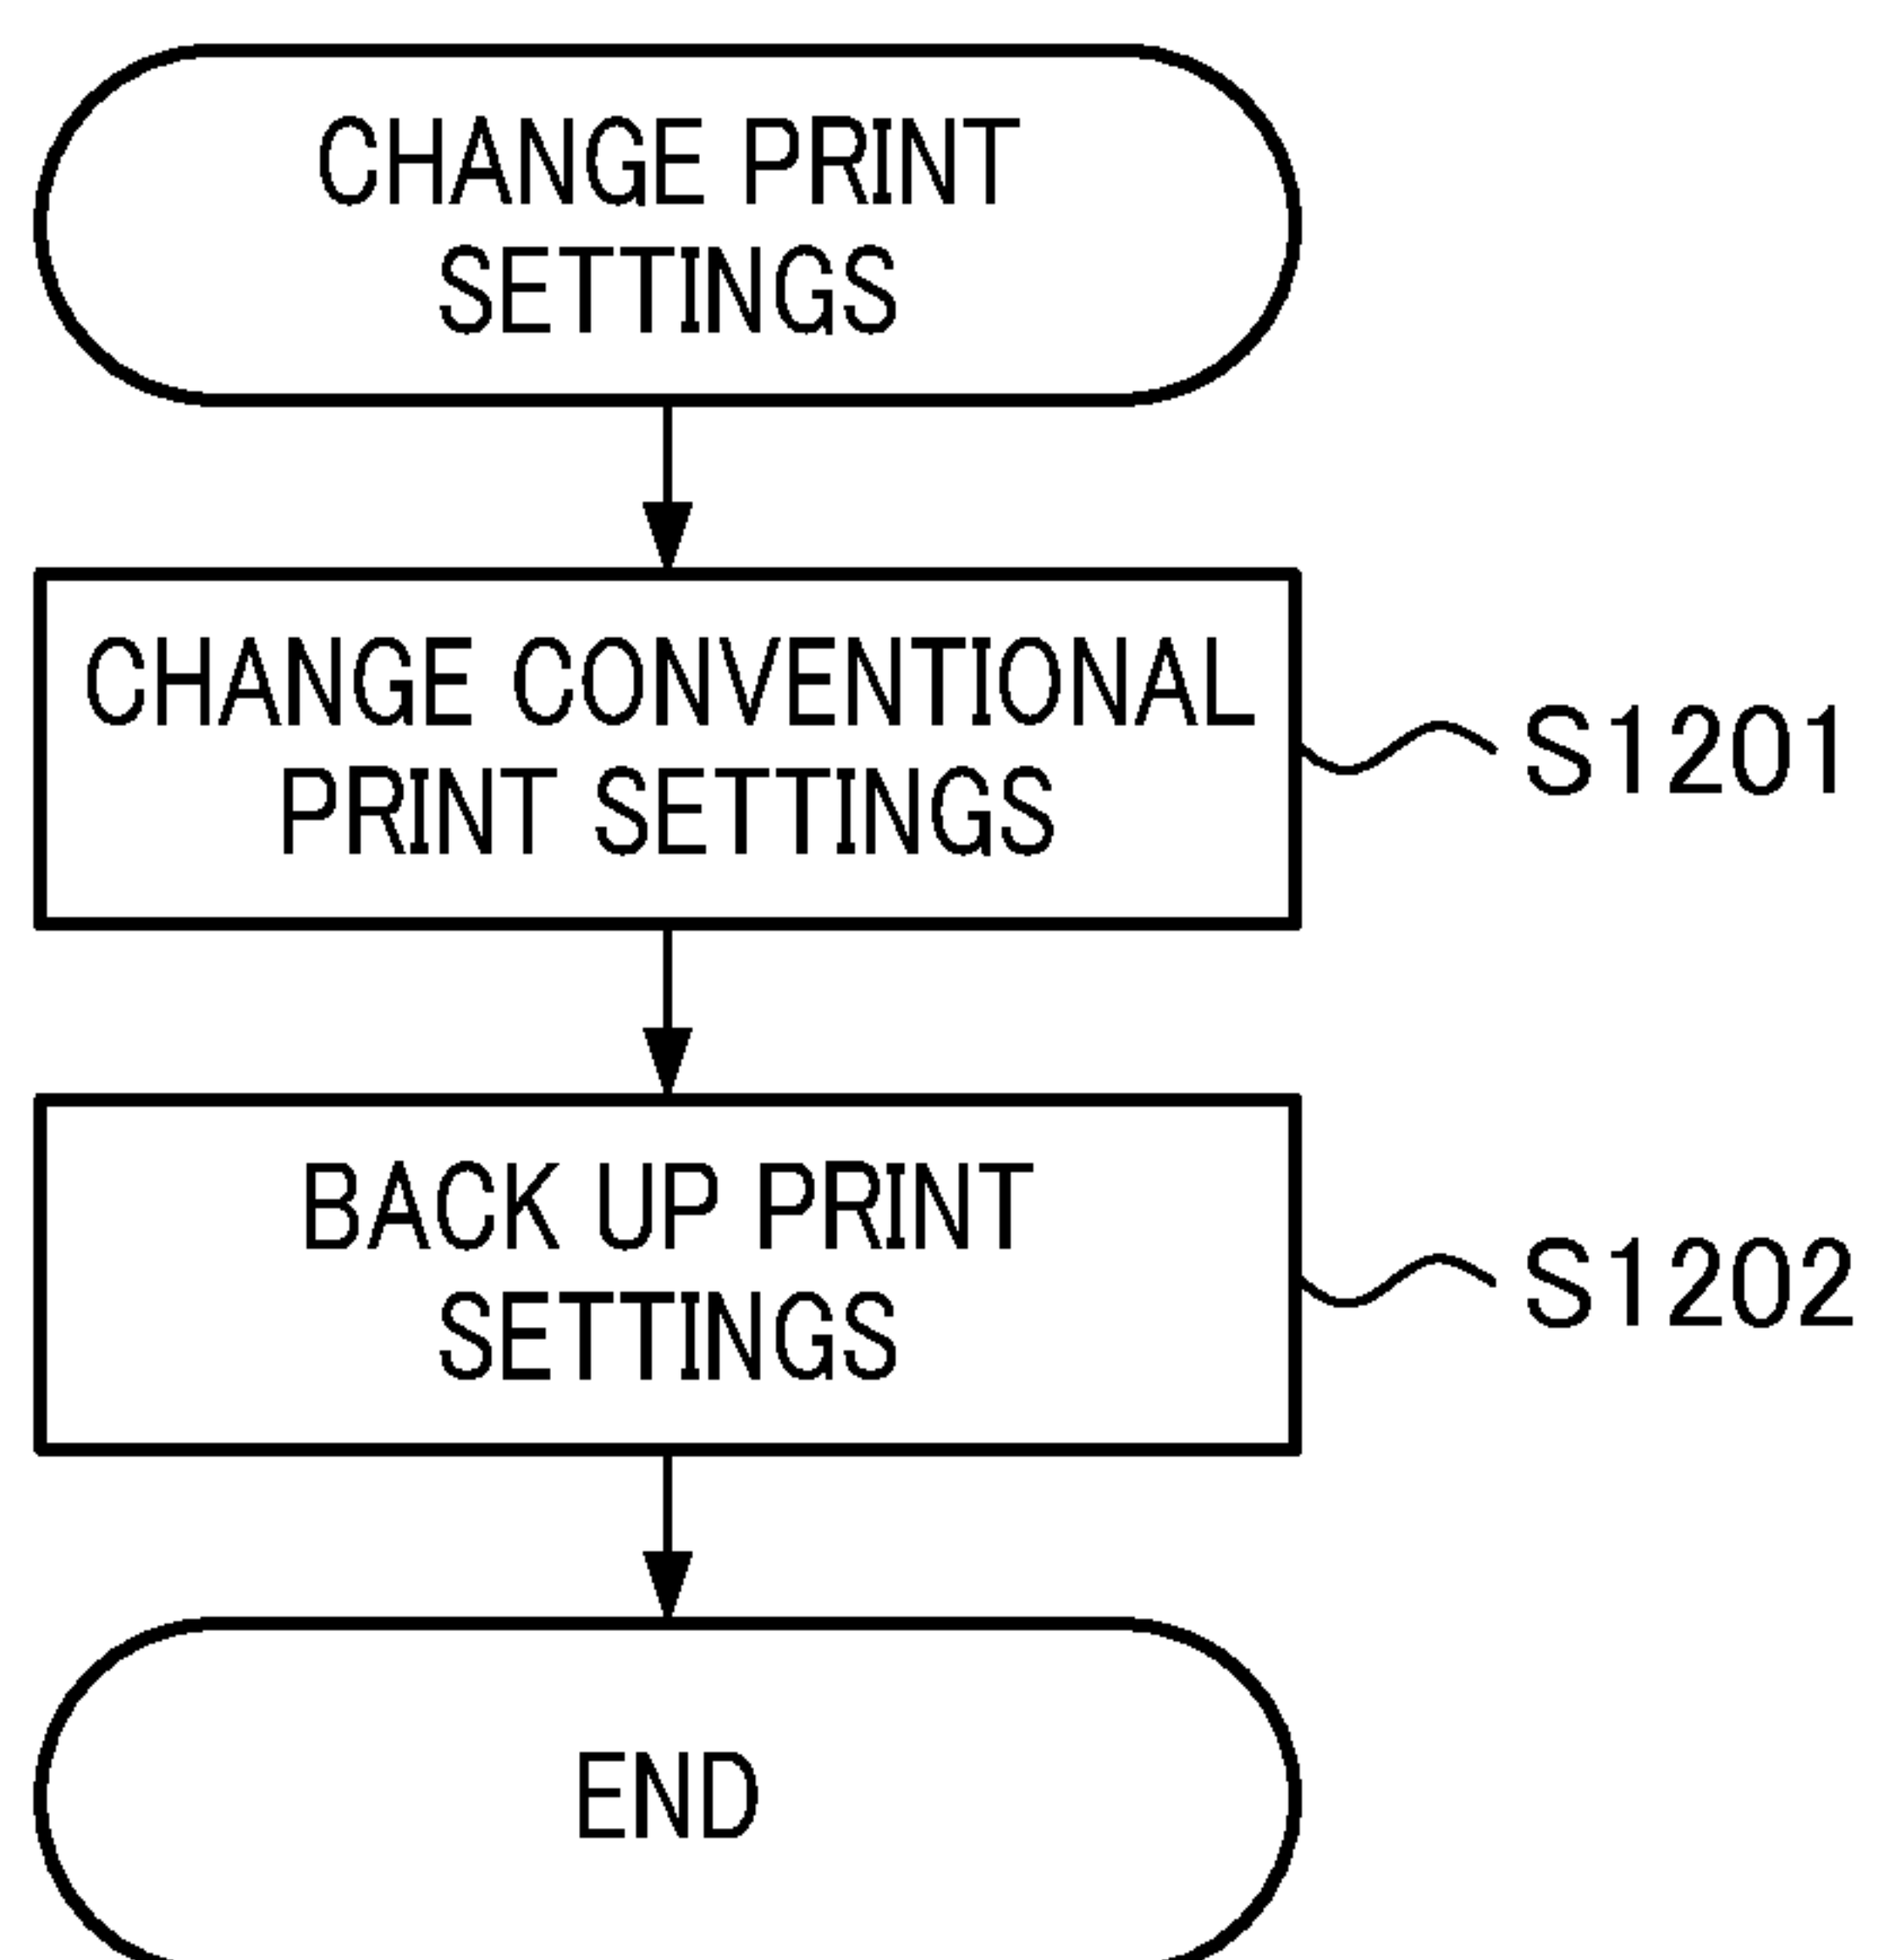 CHANGE PRINT
SETTINGS
CHANGE CONVENTIONAL
PRINT SETTINGS
S1201
BACK UP PRINT
SETTINGS
S1202
END